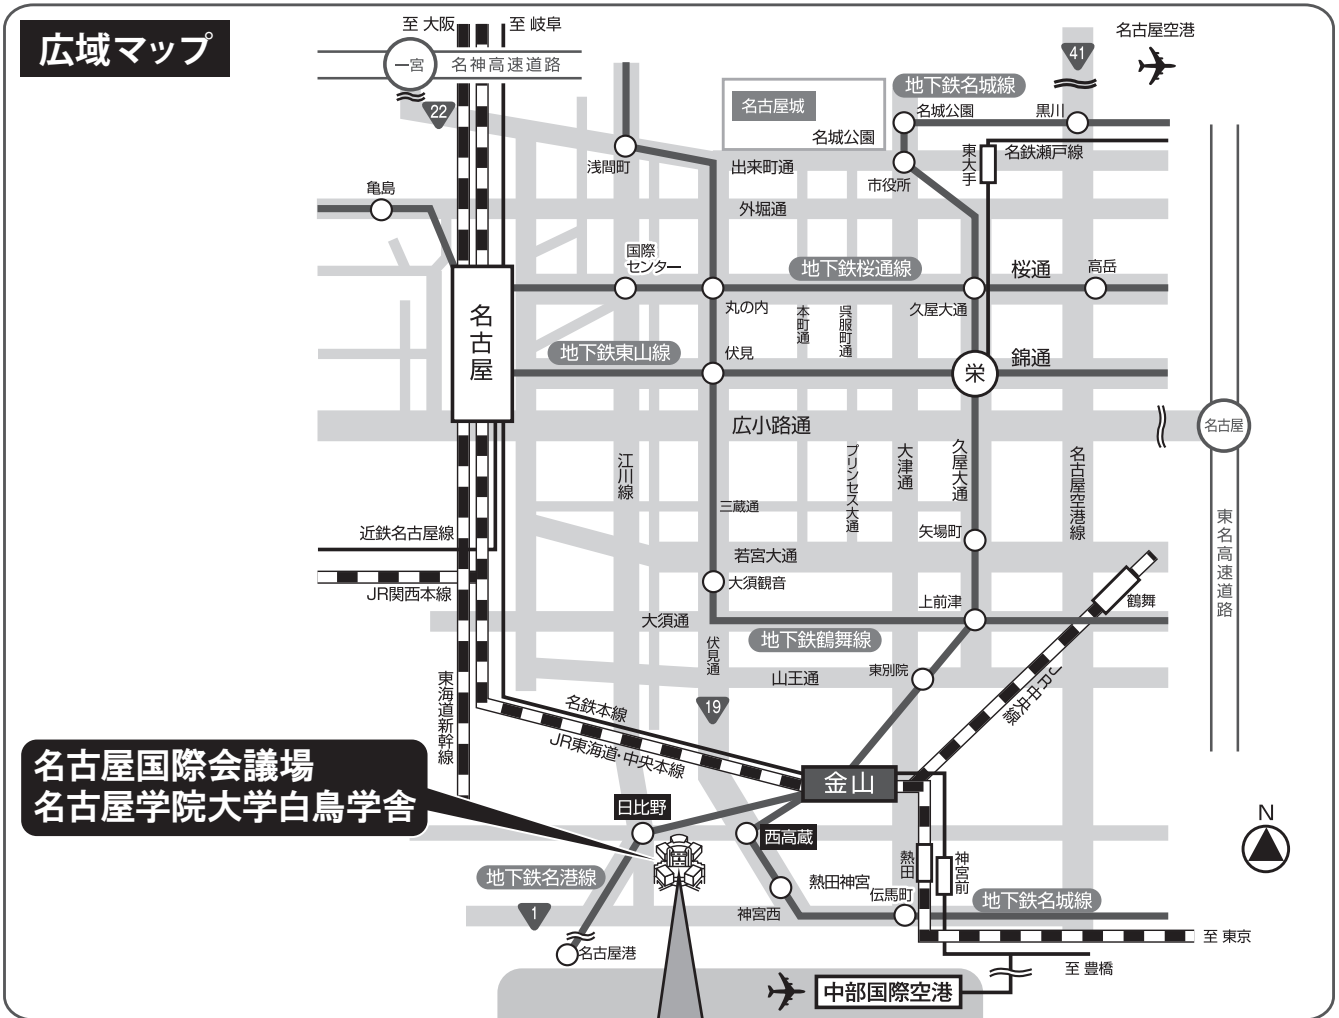 広域マップ
至 大阪
至 岐阜
一宮
名神高速道路
22
41
名古屋空港
地下鉄名城線
名古屋城
名城公園
名城公園
黒川
浅間町
出来町通
市役所
東大手
名鉄瀬戸線
亀島
外堀通
国際
センター
地下鉄桜通線
桜通
高岳
名古屋
丸の内
本町通
呉服町通
久屋大通
地下鉄東山線
伏見
栄
錦通
広小路通
名古屋
江川線
プリンセス大通
大津通
久屋大通
名古屋空港線
三蔵通
東名高速道路
近鉄名古屋線
矢場町
若宮大通
JR関西本線
大須観音
上前津
鶴舞
大須通
地下鉄鶴舞線
伏見通
山王通
東別院
JR中央線
東海道新幹線
名鉄本線
19
JR東海道・中央本線
名古屋国際会議場
名古屋学院大学白鳥学舎
金山
日比野
西高蔵
N
熱田
神宮前
地下鉄名港線
熱田神宮
伝馬町
地下鉄名城線
1
神宮西
名古屋港
至 東京
至 豊橋
中部国際空港